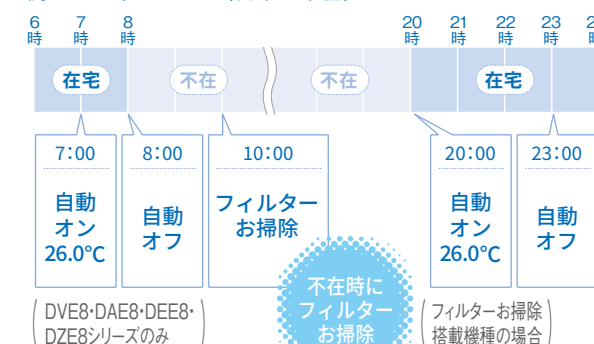 6 7 8 20 21 22 23
時 時 時 時 時 時 時
在宅 不在 不在 在宅
7:00
自動
オン
26.0℃
8:00
自動
オフ
10:00
フィルター
お掃除
20:00
自動
オン
26.0℃
23:00
自動
オフ
不在時に
フィルター
お掃除
DVE8・DAE8・DEE8・
DZE8シリーズのみ
フィルターお掃除
搭載機種の場合